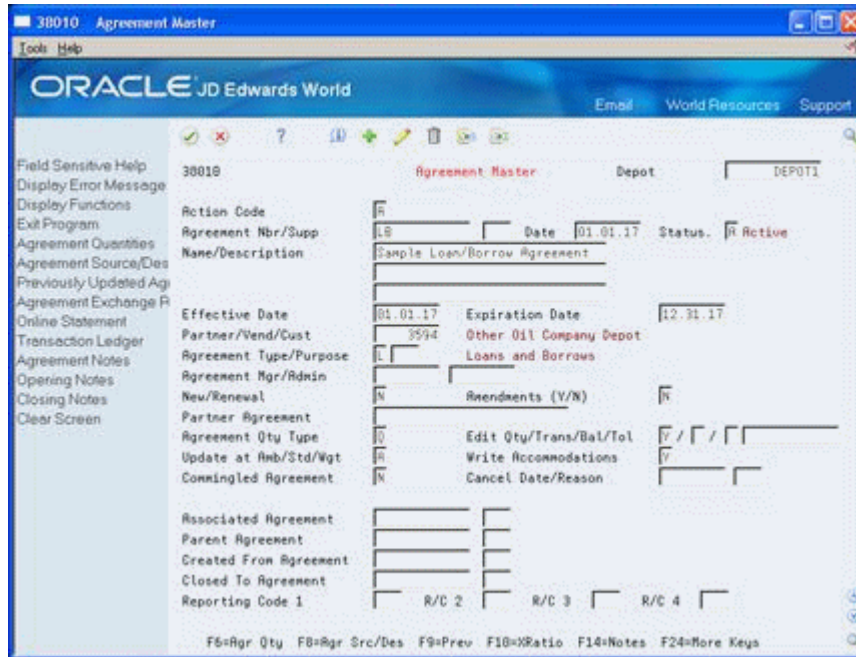 38010 Agreement Master
Tools Help
ORACLE JD Edwards World
Email World Resources Support
Field Sensitive Help
Display Error Message
Display Functions
Exit Program
Agreement Quantities
Agreement Source/Des
Previously Updated Agr
Agreement Exchange R
Online Statement
Transaction Ledger
Agreement Notes
Opening Notes
Closing Notes
Clear Screen
38010 Agreement Master Depot DEPOT1
Action Code
Agreement Nbr/Supp LB Date 01.01.17 Status. A Active
Name/Description Sample Loan/Borrow Agreement
Effective Date 01.01.17 Expiration Date 12.31.17
Partner/Vend/Cust 3594 Other Oil Company Depot
Agreement Type/Purpose L Loans and Borrows
Agreement Mgr/Admin
New/Renewal N Amendments (Y/N) N
Partner Agreement
Agreement Qty Type Q Edit Qty/Trans/Bal/Tol Y / /
Update at Amb/Std/Wgt A Write Accommodations Y
Commingled Agreement N Cancel Date/Reason
Associated Agreement
Parent Agreement
Created From Agreement
Closed To Agreement
Reporting Code 1 R/C 2 R/C 3 R/C 4
F6=Agr Qty F8=Agr Src/Des F9=Prev F10=XRatio F14=Notes F24=More Keys